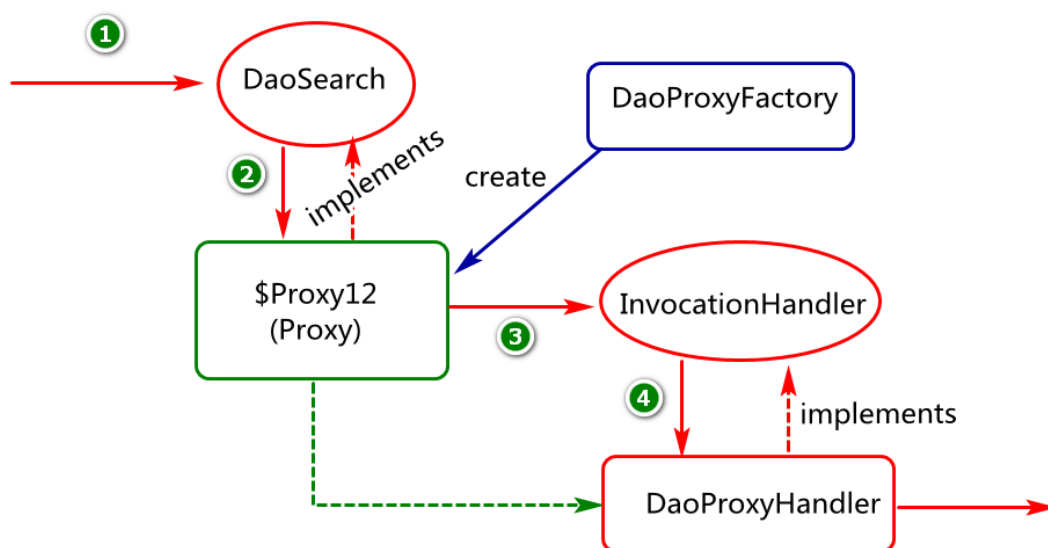 1
DaoSearch
DaoProxyFactory
2
implements
create
$Proxy12
(Proxy)
InvocationHandler
3
4
implements
DaoProxyHandler